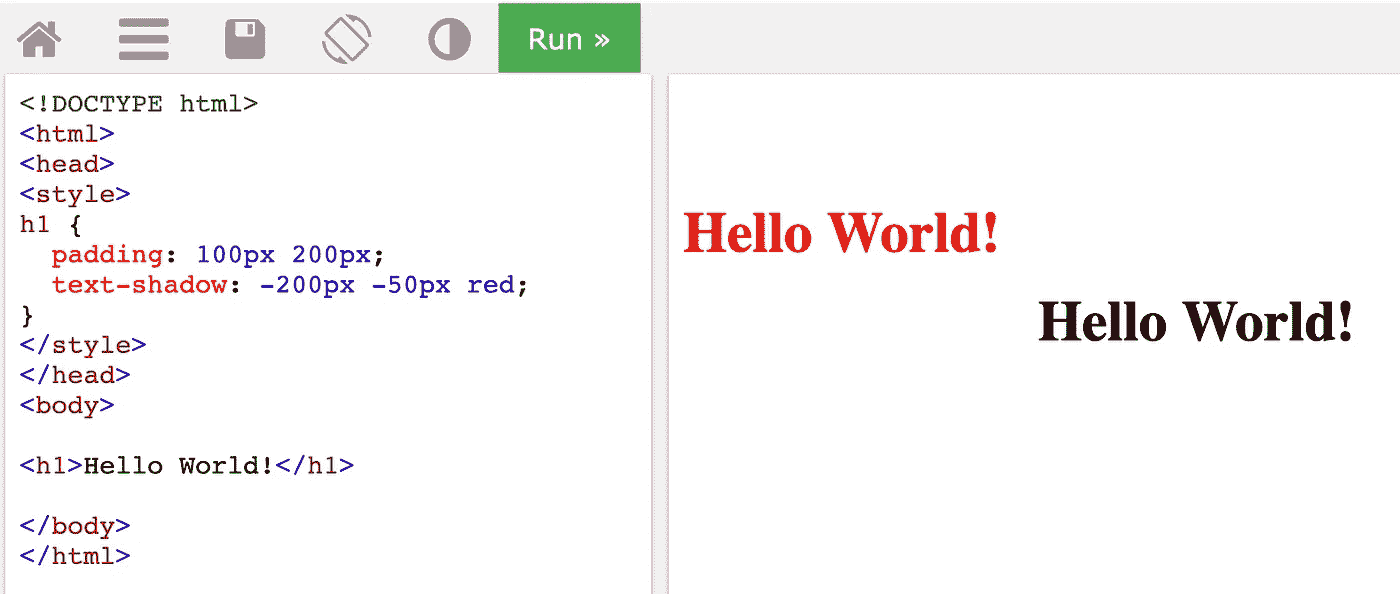 Run »
<!DOCTYPE html>
<html>
<head>
<style>
h1 {
  padding: 100px 200px;
  text-shadow: -200px -50px red;
}
</style>
</head>
<body>
<h1>Hello World!</h1>
</body>
</html>
Hello World!
Hello World!